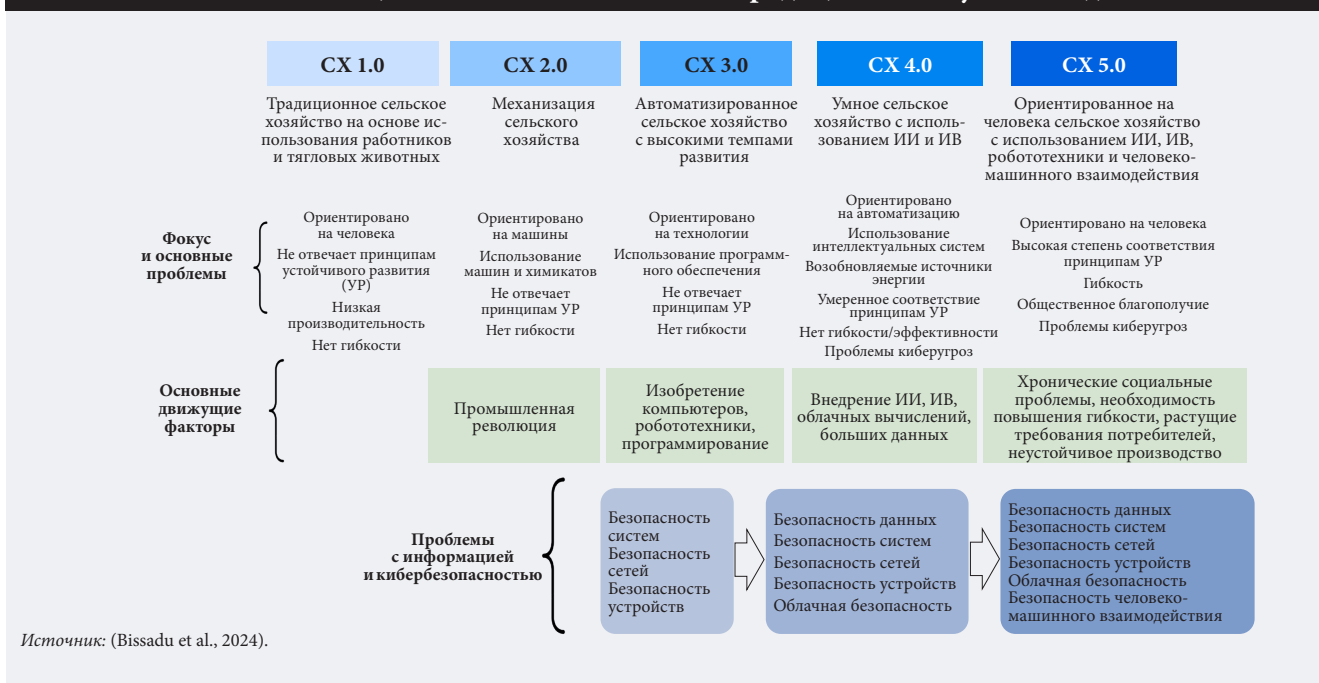 СХ 1.0
СХ 2.0
СХ 3.0
СХ 4.0
СХ 5.0
Традиционное сельское
хозяйство на основе ис-
пользования работников
и тягловых животных
Механизация
сельского
хозяйства
Автоматизированное
сельское хозяйство
с высокими темпами
развития
Умное сельское
хозяйство с исполь-
зованием ИИ и ИВ
Ориентированное на
человека сельское хозяйство
с использованием ИИ, ИВ,
робототехники и человеко-
машинного взаимодействия
Фокус
и основные
проблемы
Ориентировано
на человека
Не отвечает принципам
устойчивого развития
(УР)
Низкая
производительность
Нет гибкости
Ориентировано
на машины
Использование
машин и химикатов
Не отвечает
принципам УР
Нет гибкости
Ориентировано
на технологии
Использование программ-
ного обеспечения
Не отвечает
принципам УР
Нет гибкости
Ориентировано
на автоматизацию
Использование
интеллектуальных систем
Возобновляемые источники
энергии
Умеренное соответствие
принципам УР
Нет гибкости/эффективности
Проблемы киберугроз
Ориентировано на человека
Высокая степень соответствия
принципам УР
Гибкость
Общественное благополучие
Проблемы киберугроз
Основные
движущие
факторы
Промышленная
революция
Изобретение
компьютеров,
робототехники,
программирование
Внедрение ИИ, ИВ,
облачных вычислений,
больших данных
Хронические социальные
проблемы, необходимость
повышения гибкости, растущие
требования потребителей,
неустойчивое производство
Проблемы
с информацией
и кибербезопасностью
Безопасность
систем
Безопасность
сетей
Безопасность
устройств
Безопасность данных
Безопасность систем
Безопасность сетей
Безопасность устройств
Облачная безопасность
Безопасность данных
Безопасность систем
Безопасность сетей
Безопасность устройств
Облачная безопасность
Безопасность человеко-
машинного взаимодействия
Источник: (Bissadu et al., 2024).